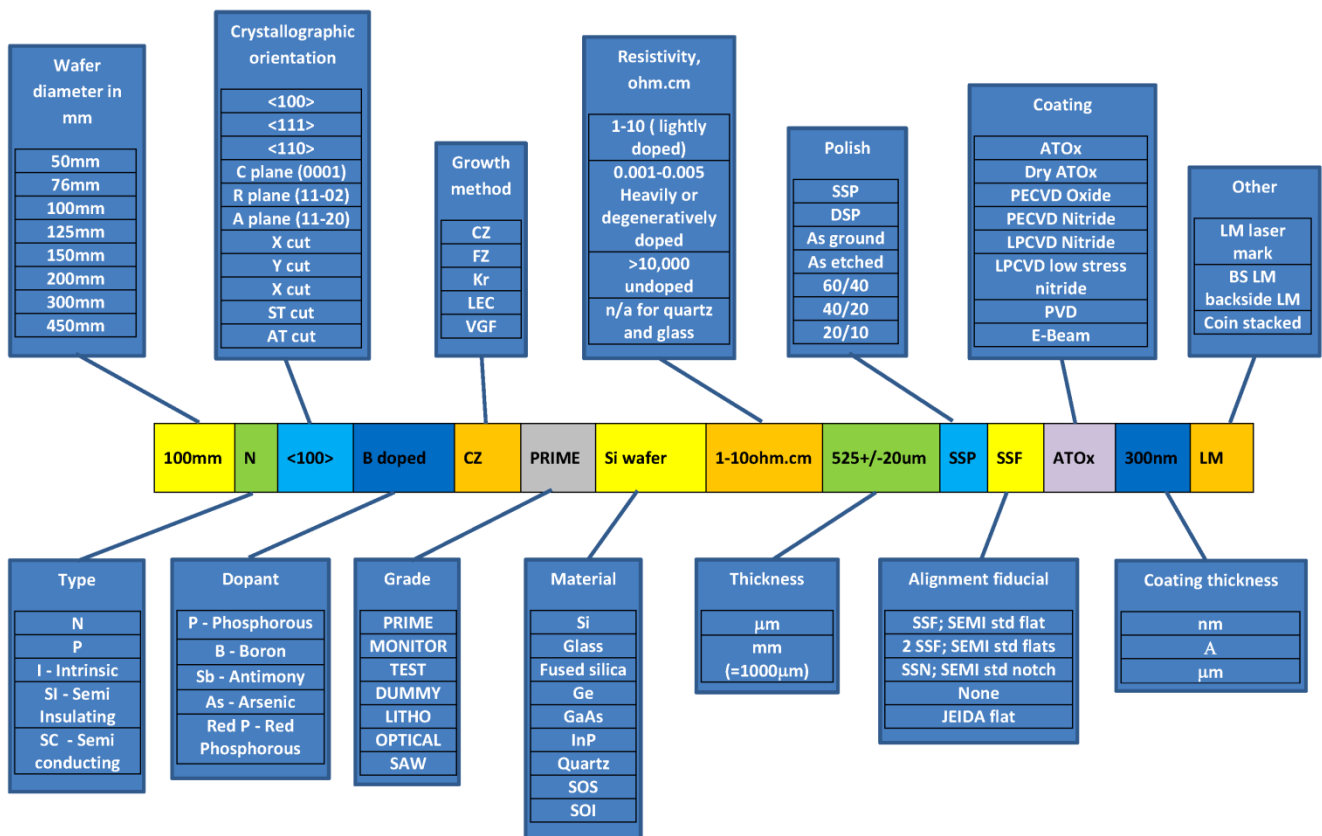 Wafer
diameter in
mm
50mm
76mm
100mm
125mm
150mm
200mm
300mm
450mm
Crystallographic
orientation
<100>
<111>
<110>
C plane (0001)
R plane (11-02)
A plane (11-20)
X cut
Y cut
X cut
ST cut
AT cut
Growth
method
CZ
FZ
Kr
LEC
VGF
Resistivity,
ohm.cm
1-10 ( lightly
doped)
0.001-0.005
Heavily or
degeneratively
doped
>10,000
undoped
n/a for quartz
and glass
Polish
SSP
DSP
As ground
As etched
60/40
40/20
20/10
Coating
ATOx
Dry ATOx
PECVD Oxide
PECVD Nitride
LPCVD Nitride
LPCVD low stress
nitride
PVD
E-Beam
Other
LM laser
mark
BS LM
backside LM
Coin stacked
100mm N <100> B doped CZ PRIME Si wafer 1-10ohm.cm 525+/-20um SSP SSF ATOx 300nm LM
Type
N
P
I - Intrinsic
SI - Semi
Insulating
SC - Semi
conducting
Dopant
P - Phosphorous
B - Boron
Sb - Antimony
As - Arsenic
Red P - Red
Phosphorous
Grade
PRIME
MONITOR
TEST
DUMMY
LITHO
OPTICAL
SAW
Material
Si
Glass
Fused silica
Ge
GaAs
InP
Quartz
SOS
SOI
Thickness
μm
mm
(=1000μm)
Alignment fiducial
SSF; SEMI std flat
2 SSF; SEMI std flats
SSN; SEMI std notch
None
JEIDA flat
Coating thickness
nm
A
μm